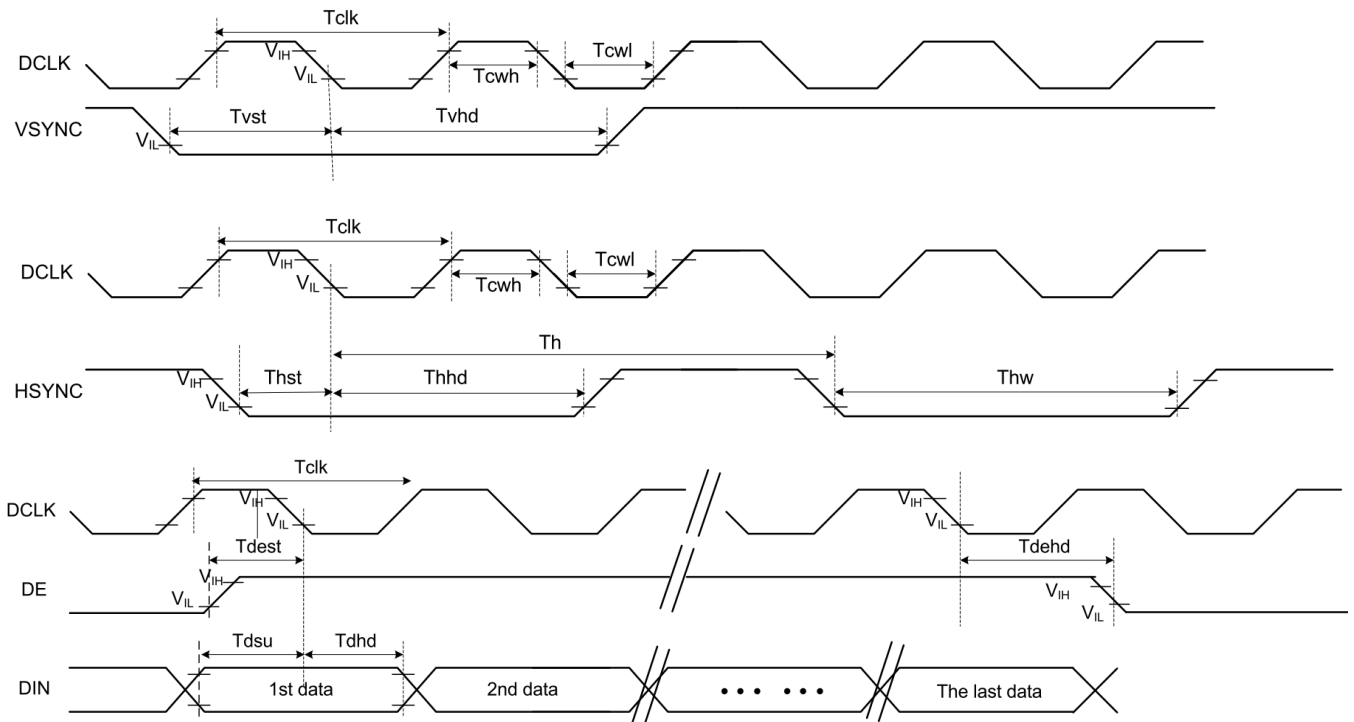 Tclk
DCLK
VIH
VIL
Tcwh
Tcwl
VSYNC
VIL
Tvst
Tvhd
Tclk
DCLK
VIH
VIL
Tcwh
Tcwl
Th
HSYNC
VIH
VIL
Thst
Thhd
Thw
Tclk
DCLK
VIH
VIL
VIH
VIL
Tdest
Tdehd
DE
VIH
VIL
VIH
VIL
Tdsu
Tdhd
DIN
1st data
2nd data
••• •••
The last data